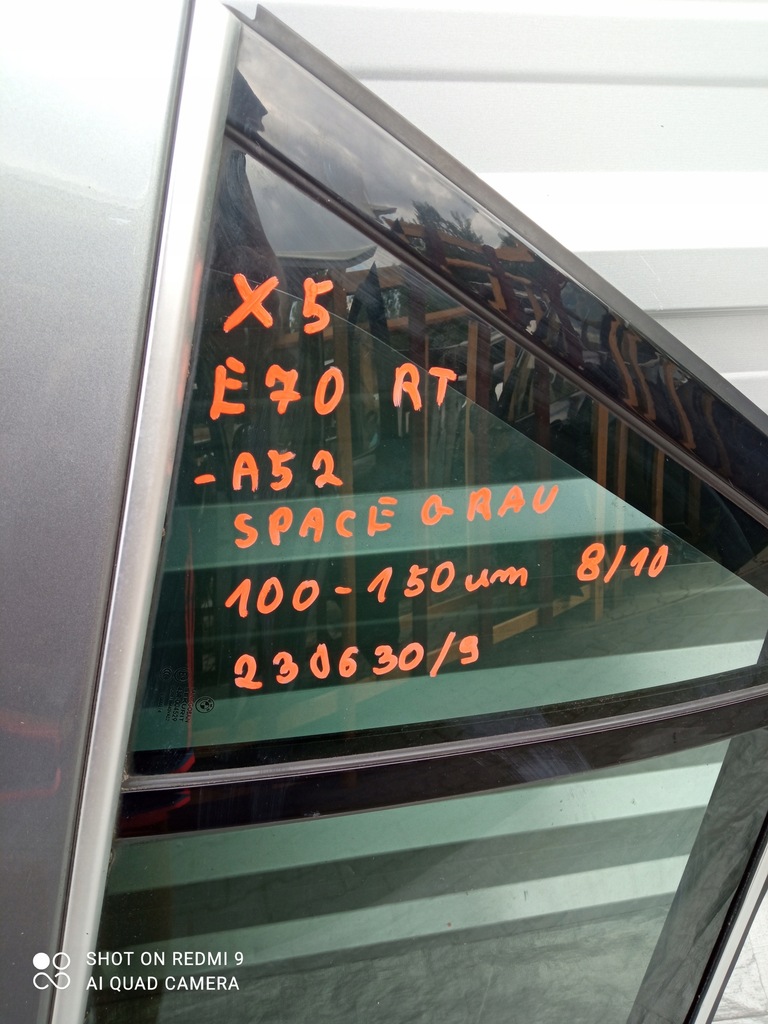 X5
E70 RT
-A52
SPACE GRAU
100-150um 8/10
230630/9
SHOT ON REDMI 9
AI QUAD CAMERA